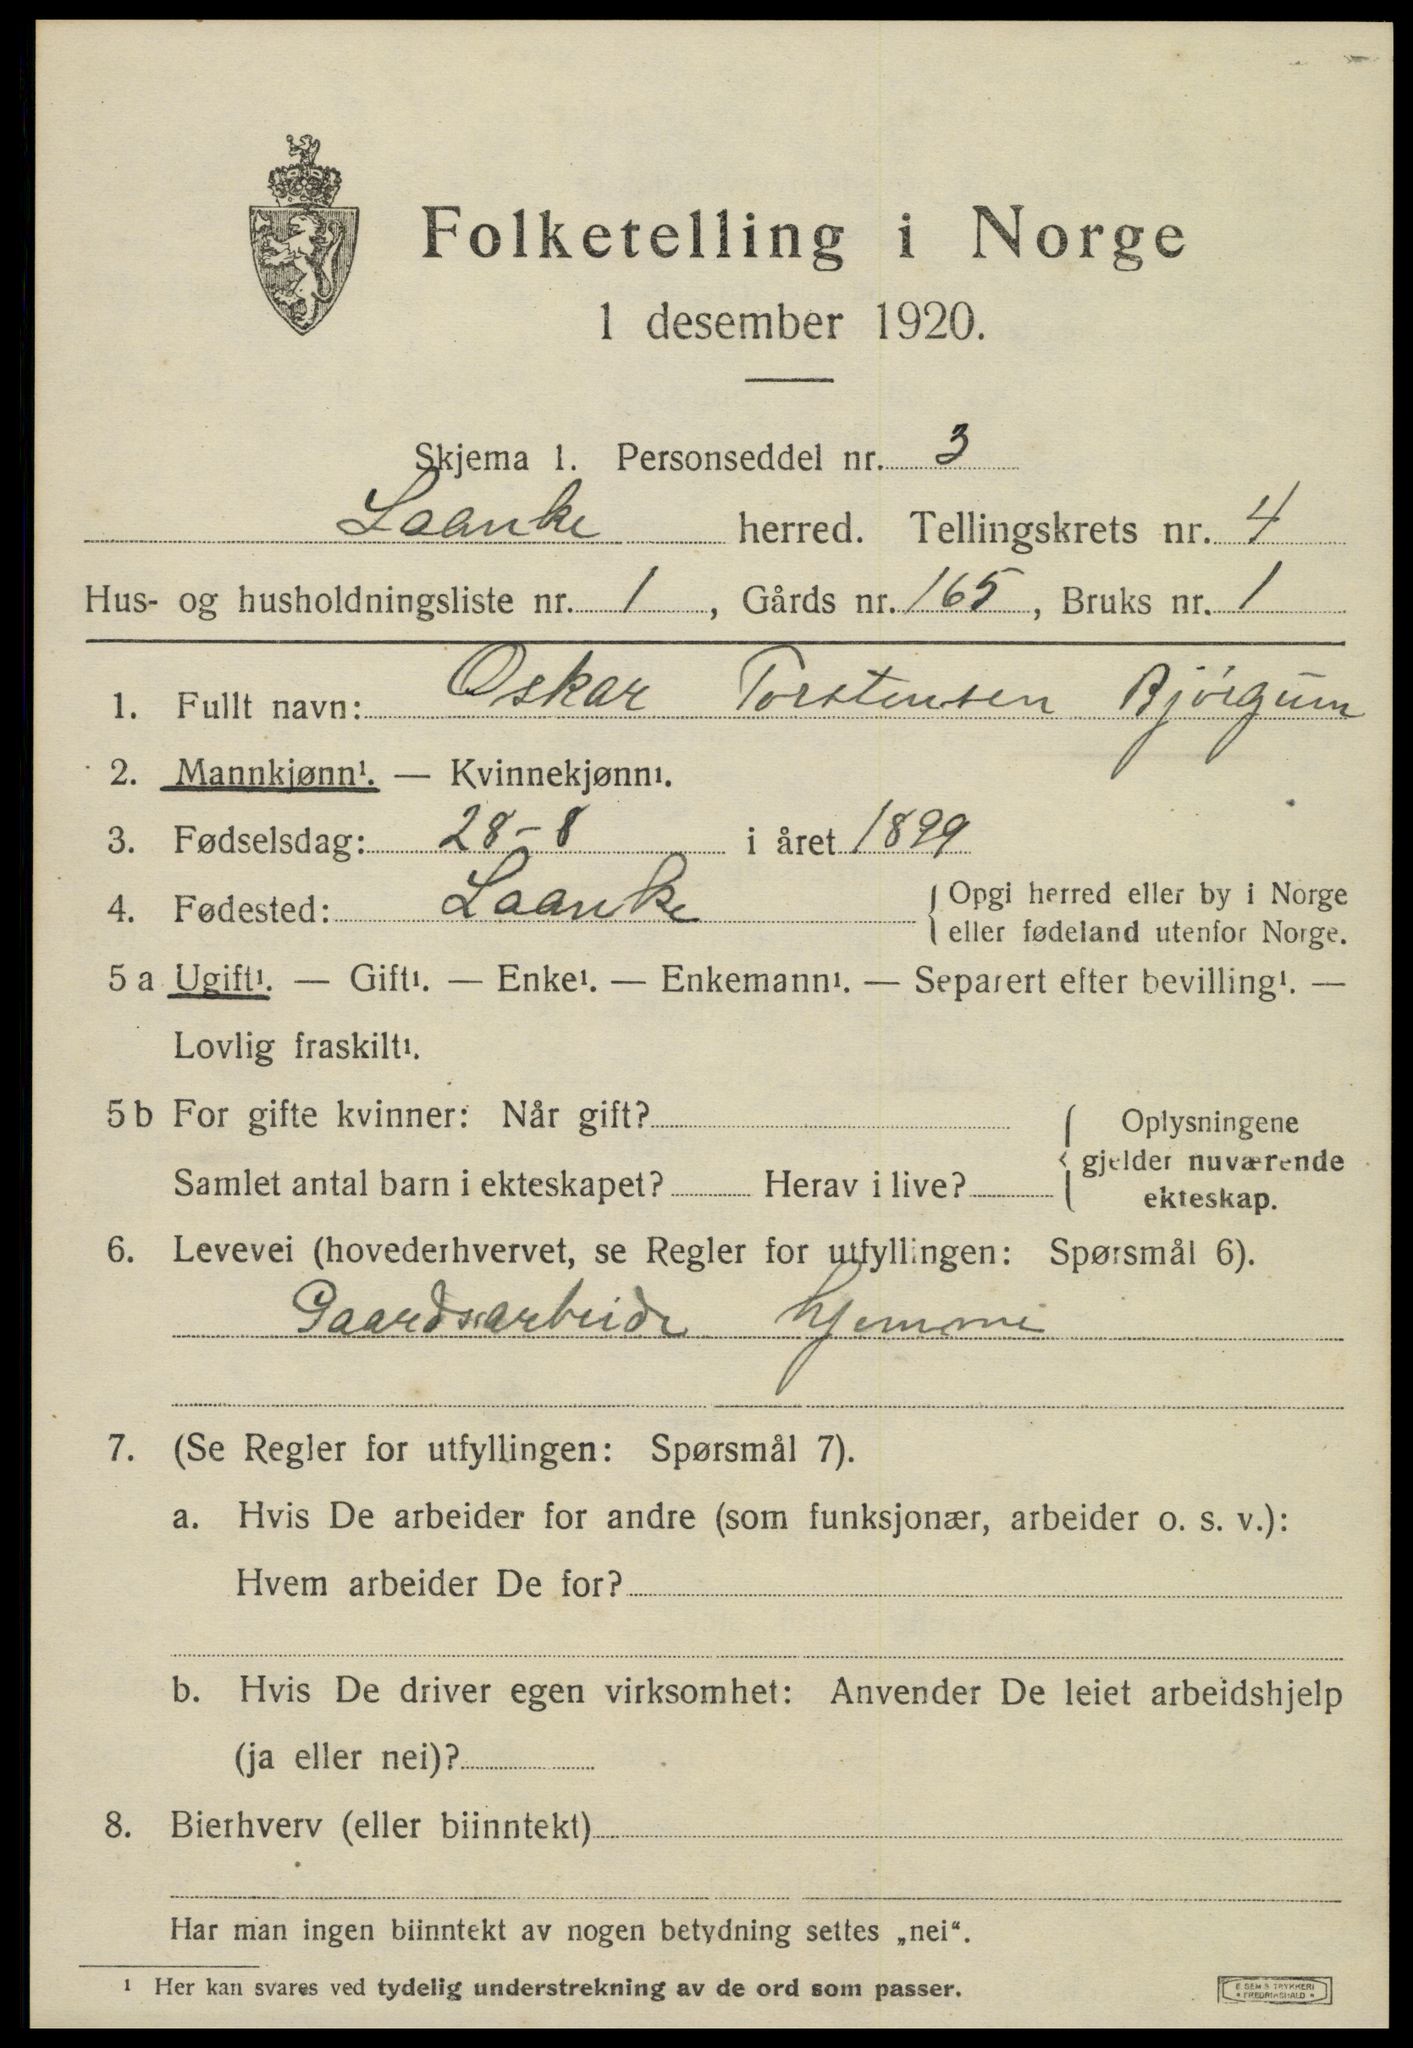 Folketelling i Norge
1 desember 1920.
Skjema 1. Personseddel nr. 3
Laanke herred. Tellingskrets nr. 4
Hus- og husholdningsliste nr. 1, Gårds nr. 165, Bruks nr. 1
1. Fullt navn: Oskar Torstensen Bjørgum
2. Mannkjønn¹. — Kvinnekjønn¹.
3. Fødselsdag: 28-8 i året 1899
4. Fødested: Laanke { Opgi herred eller by i Norge
eller fødeland utenfor Norge.
5 a Ugift¹. — Gift¹. — Enke¹. — Enkemann¹. — Separert efter bevilling¹. —
Lovlig fraskilt¹.
5 b For gifte kvinner: Når gift?
Samlet antal barn i ekteskapet? Herav i live?
{ Oplysningene
gjelder nuværende
ekteskap.
6. Levevei (hovederhvervet, se Regler for utfyllingen: Spørsmål 6).
Gaardsarbeide hjemme
7. (Se Regler for utfyllingen: Spørsmål 7).
a. Hvis De arbeider for andre (som funksjonær, arbeider o. s. v.):
Hvem arbeider De for?
b. Hvis De driver egen virksomhet: Anvender De leiet arbeidshjelp
(ja eller nei)?
8. Bierhverv (eller biinntekt)
Har man ingen biinntekt av nogen betydning settes „nei“.
¹ Her kan svares ved tydelig understrekning av de ord som passer.
E SEM'S TRYKKERI
* FREDRIKSHALD *